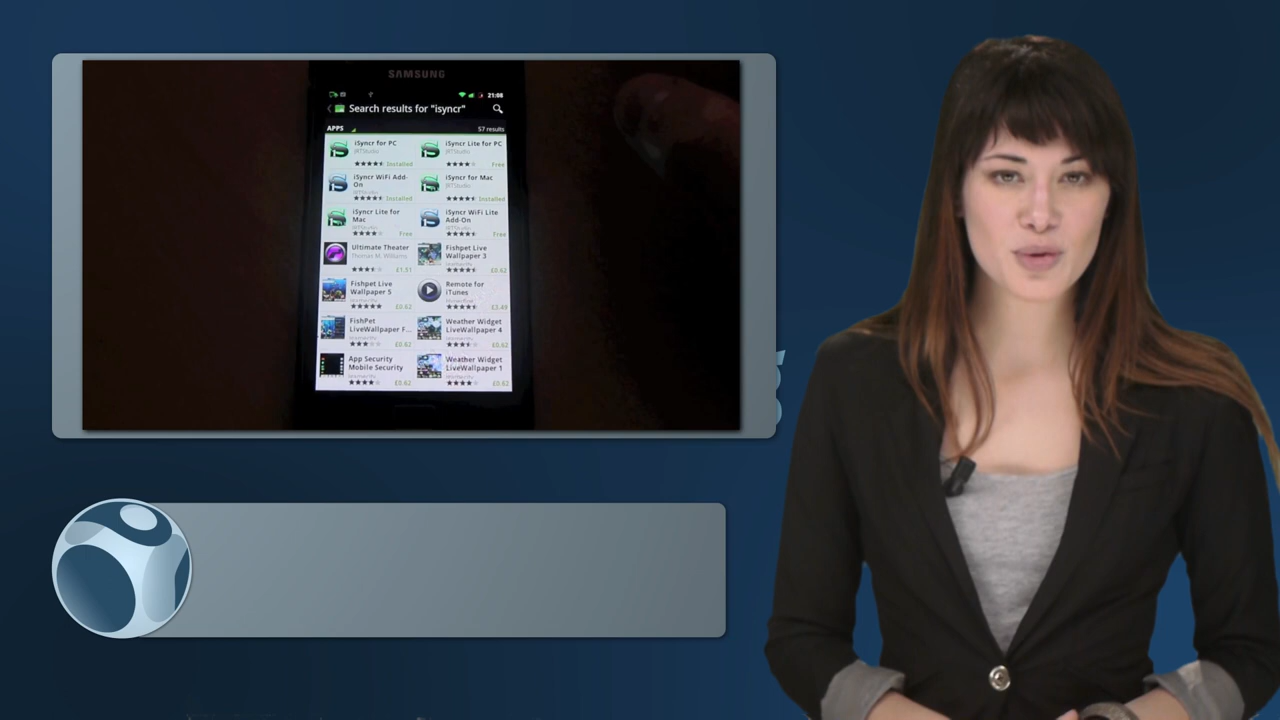 SAMSUNG
21:08
Search results for "isyncr"
APPS 57 results
iSyncr for PC
JRTStudio
Installed
iSyncr Lite for PC
JRTStudio
Free
iSyncr WiFi Add-
On
Installed
iSyncr for Mac
JRTStudio
Installed
iSyncr Lite for
Mac
Free
iSyncr WiFi Lite
Add-On
Free
Ultimate Theater
Thomas M. Williams
£1.51
Fishpet Live
Wallpaper 3
£0.62
Fishpet Live
Wallpaper 5
£0.62
Remote for
iTunes
£3.49
FishPet
LiveWallpaper F...
£0.62
Weather Widget
LiveWallpaper 4
£0.62
App Security
Mobile Security
£0.62
Weather Widget
LiveWallpaper 1
£0.62